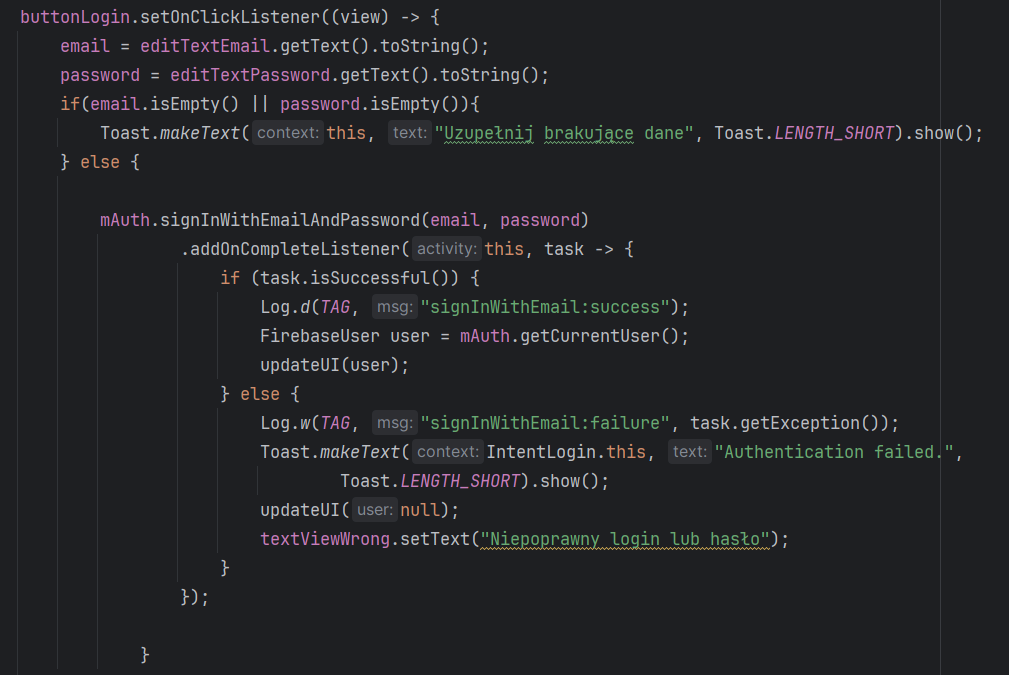 buttonLogin.setOnClickListener((view) -> {
email = editTextEmail.getText().toString();
password = editTextPassword.getText().toString();
if(email.isEmpty() || password.isEmpty()){
Toast.makeText( context: this, text: "Uzupełnij brakujące dane", Toast.LENGTH_SHORT).show();
} else {
mAuth.signInWithEmailAndPassword(email, password)
.addOnCompleteListener( activity: this, task -> {
if (task.isSuccessful()) {
Log.d(TAG, msg: "signInWithEmail:success");
FirebaseUser user = mAuth.getCurrentUser();
updateUI(user);
} else {
Log.w(TAG, msg: "signInWithEmail:failure", task.getException());
Toast.makeText( context: IntentLogin.this, text: "Authentication failed.",
Toast.LENGTH_SHORT).show();
updateUI( user: null);
textViewWrong.setText("Niepoprawny login lub hasło");
}
});
}